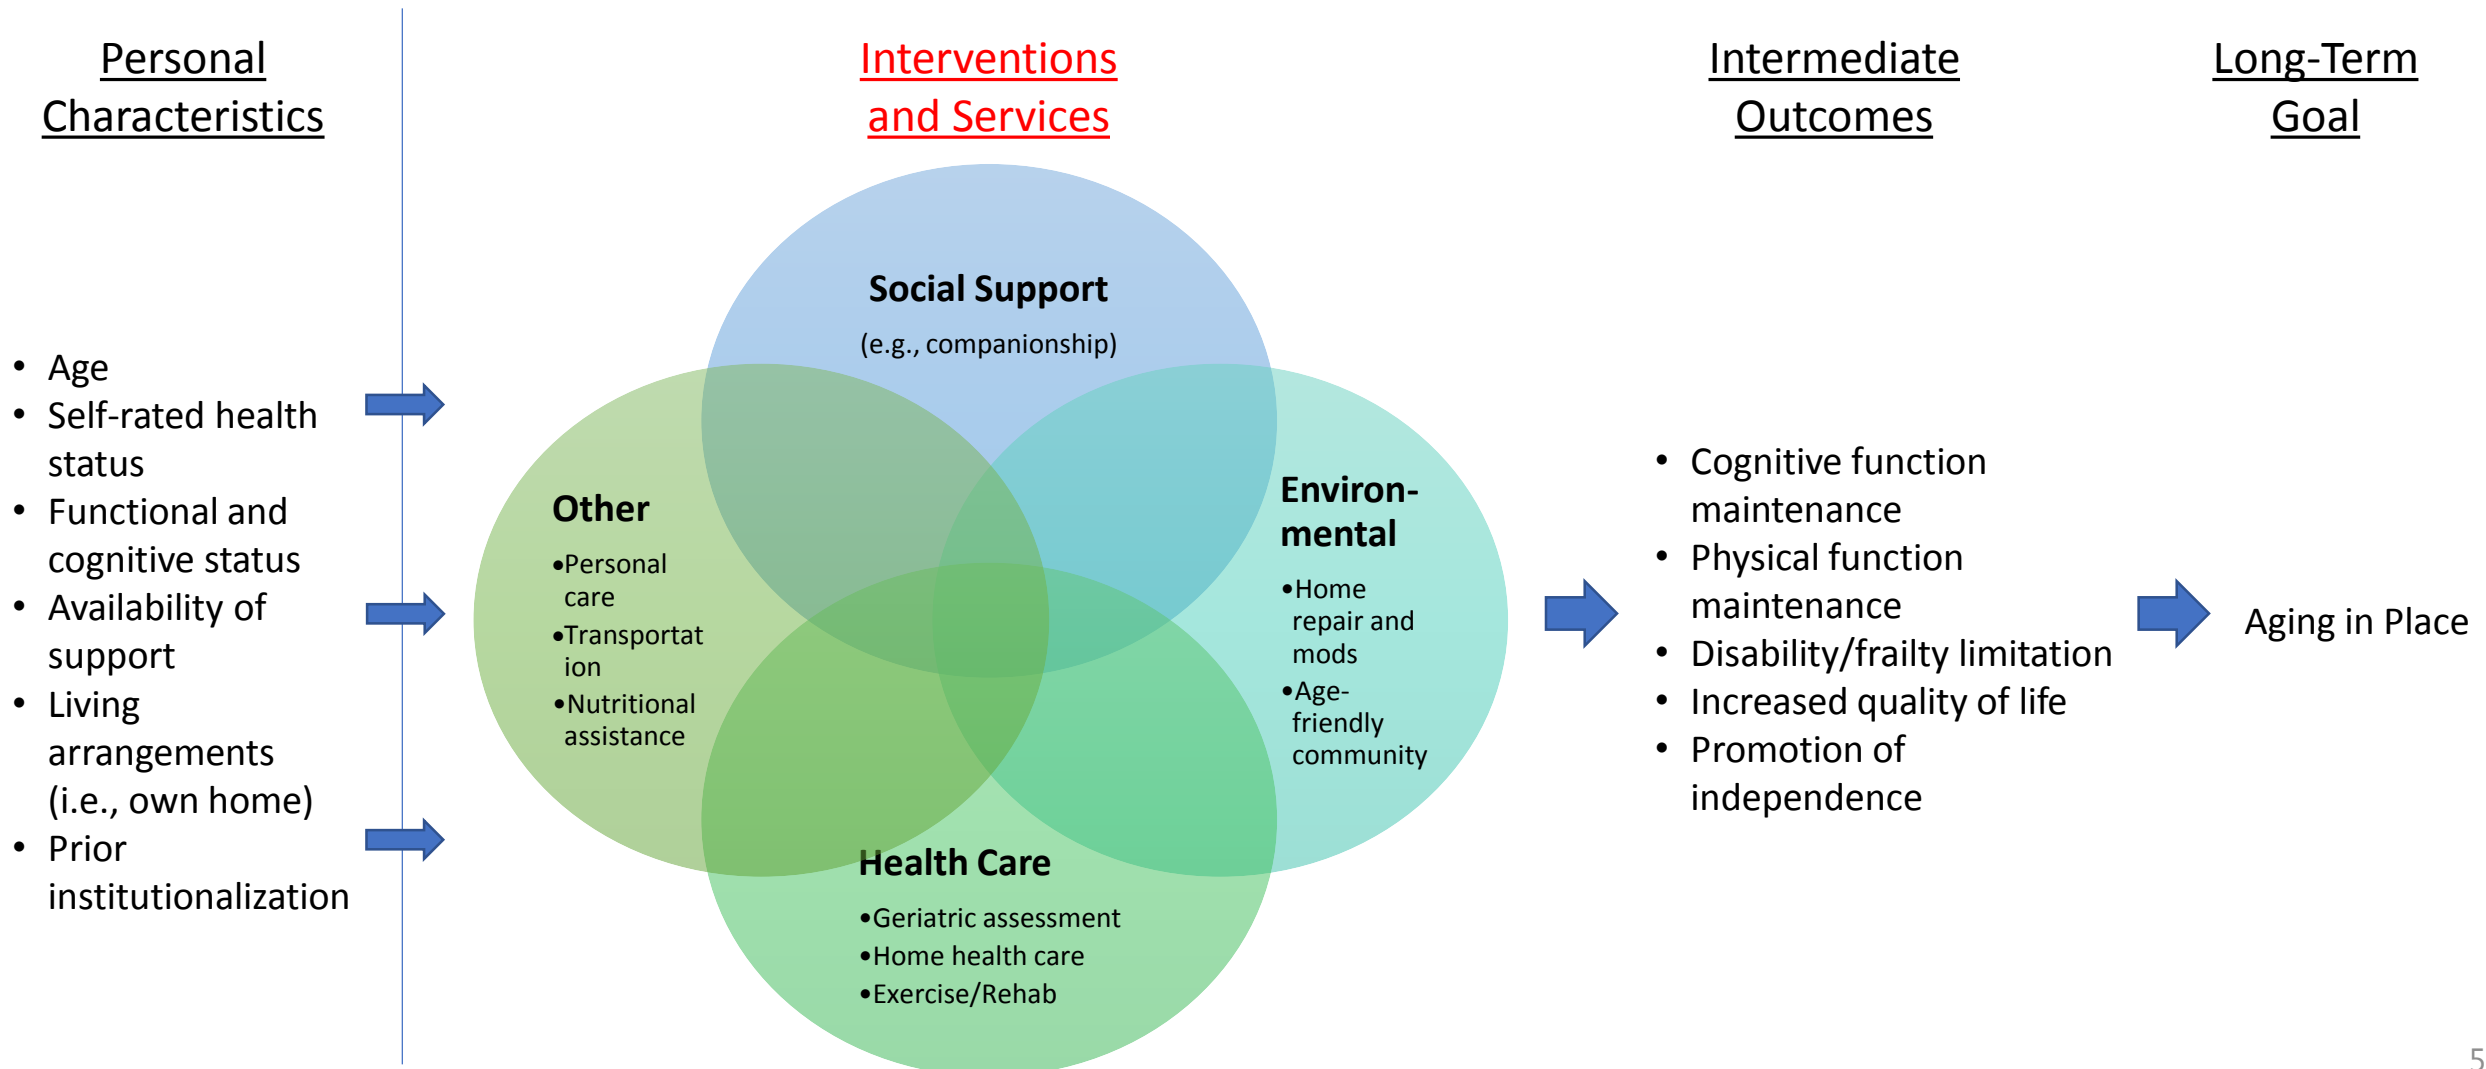 Personal
Characteristics
Interventions
and Services
Intermediate
Outcomes
Long-Term
Goal
• Age
• Self-rated health
status
• Functional and
cognitive status
• Availability of
support
• Living
arrangements
(i.e., own home)
• Prior
institutionalization
Social Support
(e.g., companionship)
Other
•Personal
care
•Transportat
ion
•Nutritional
assistance
Environ-
mental
•Home
repair and
mods
•Age-
friendly
community
Health Care
•Geriatric assessment
•Home health care
•Exercise/Rehab
• Cognitive function
maintenance
• Physical function
maintenance
• Disability/frailty limitation
• Increased quality of life
• Promotion of
independence
Aging in Place
5